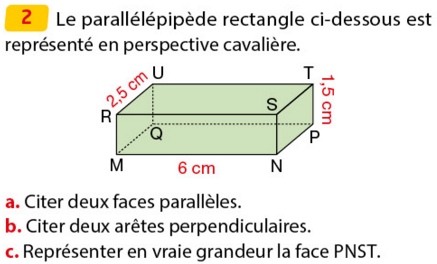 2 Le parallélépipède rectangle ci-dessous est
représenté en perspective cavalière.
U T
2,5 cm 1,5 cm
R S
Q P
M N
6 cm
a. Citer deux faces parallèles.
b. Citer deux arêtes perpendiculaires.
c. Représenter en vraie grandeur la face PNST.